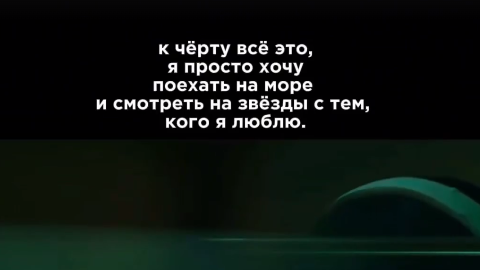 к чёрту всё это,
я просто хочу
поехать на море
и смотреть на звёзды с тем,
кого я люблю.